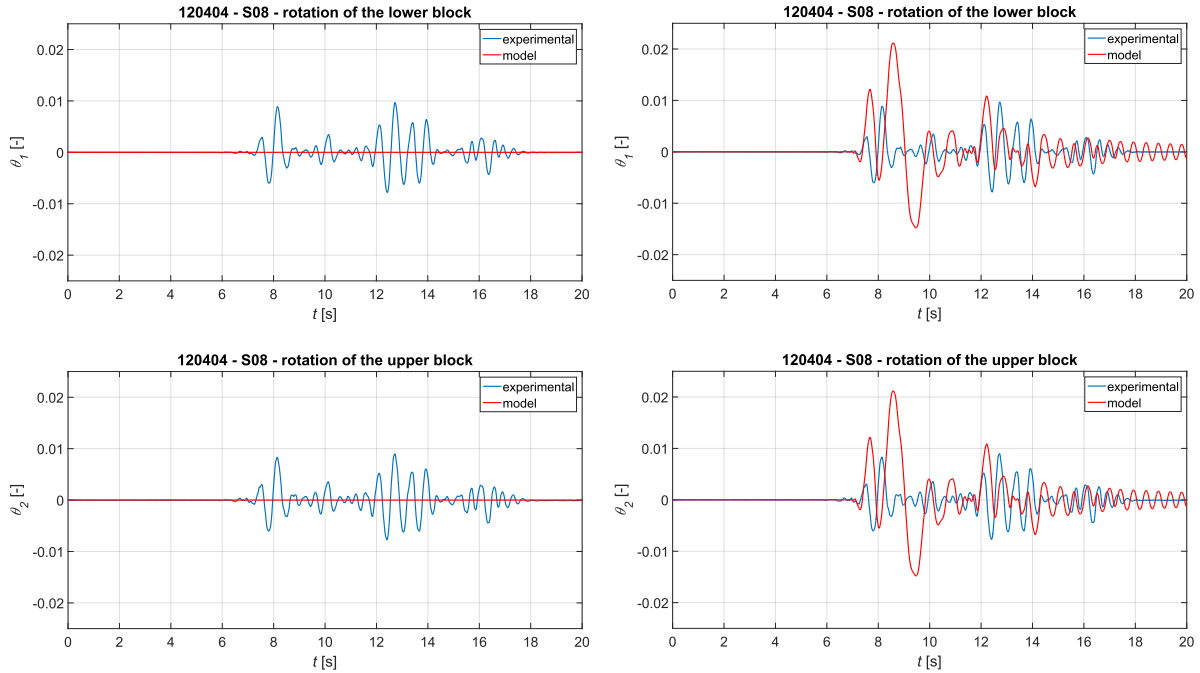 120404 - S08 - rotation of the lower block
experimental
model
0.02
0.01
0
-0.01
-0.02
θ1 [-]
0 2 4 6 8 10 12 14 16 18 20
t [s]
120404 - S08 - rotation of the lower block
experimental
model
0.02
0.01
0
-0.01
-0.02
θ1 [-]
0 2 4 6 8 10 12 14 16 18 20
t [s]
120404 - S08 - rotation of the upper block
experimental
model
0.02
0.01
0
-0.01
-0.02
θ2 [-]
0 2 4 6 8 10 12 14 16 18 20
t [s]
120404 - S08 - rotation of the upper block
experimental
model
0.02
0.01
0
-0.01
-0.02
θ2 [-]
0 2 4 6 8 10 12 14 16 18 20
t [s]